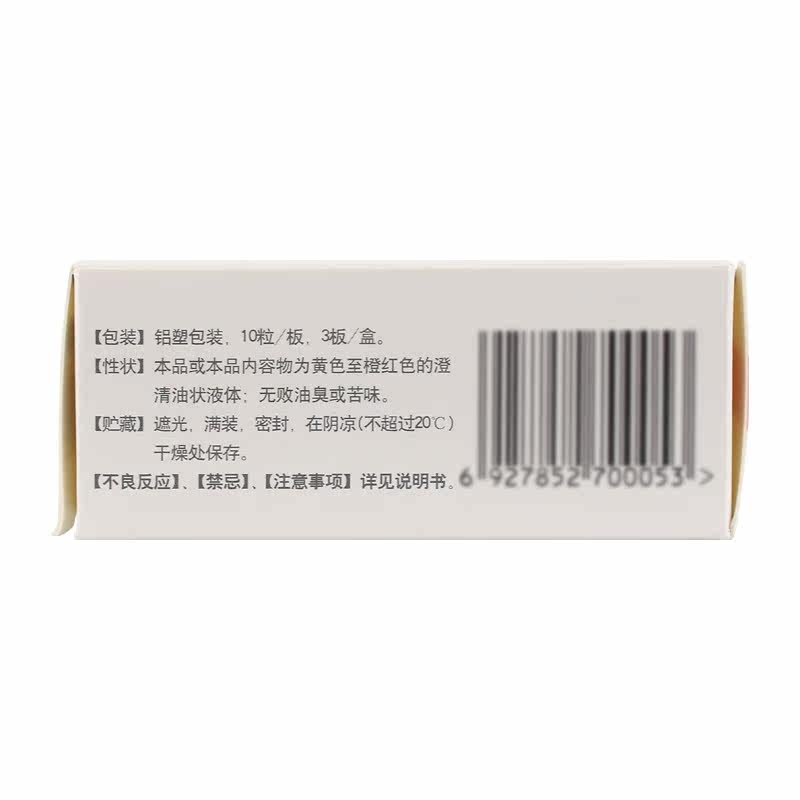 【包装】铝塑包装，10粒/板，3板/盒。
【性状】本品或本品内容物为黄色至橙红色的澄
清油状液体；无败油臭或苦味。
【贮藏】遮光，满装，密封，在阴凉(不超过20℃)
干燥处保存。
【不良反应】、【禁忌】、【注意事项】详见说明书。
6 927852 700053 >